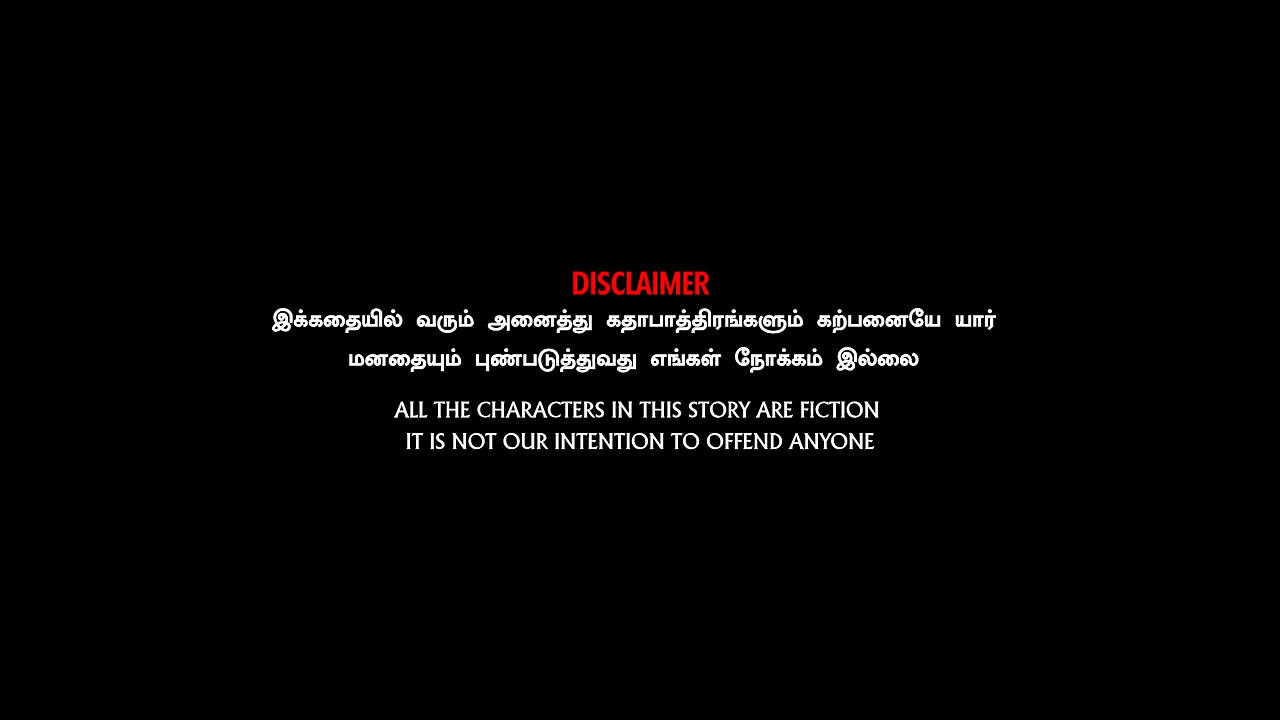 DISCLAIMER
இக்கதையில் வரும் அனைத்து கதாபாத்திரங்களும் கற்பனையே யார்
மனதையும் புண்படுத்துவது எங்கள் நோக்கம் இல்லை
ALL THE CHARACTERS IN THIS STORY ARE FICTION
IT IS NOT OUR INTENTION TO OFFEND ANYONE